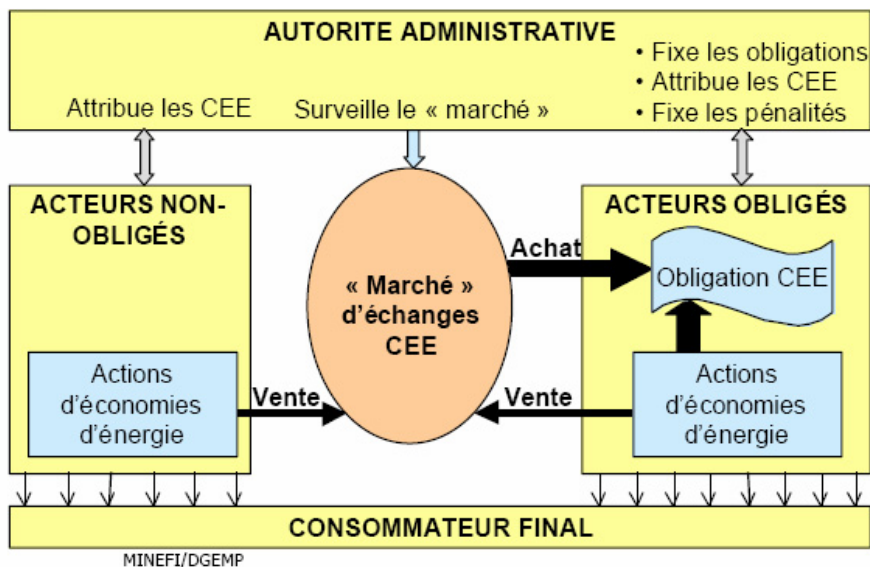 AUTORITE ADMINISTRATIVE
• Fixe les obligations
• Attribue les CEE
• Fixe les pénalités
Attribue les CEE
Surveille le « marché »
ACTEURS NON-
OBLIGÉS
ACTEURS OBLIGÉS
Achat
Obligation CEE
« Marché »
d'échanges
CEE
Actions
d'économies
d'énergie
Vente
Vente
Actions
d'économies
d'énergie
CONSOMMATEUR FINAL
MINEFI/DGEMP